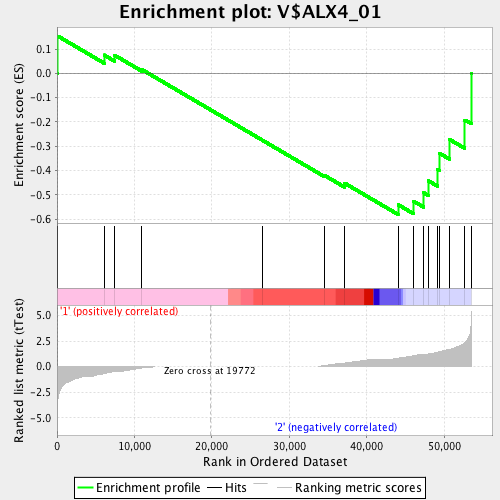 Enrichment plot: V$ALX4_01
Enrichment score (ES)
0.1
0.0
-0.1
-0.2
-0.3
-0.4
-0.5
-0.6
'1' (positively correlated)
Ranked list metric (tTest)
5.0
2.5
0.0
-2.5
-5.0
Zero cross at 19772
'2' (negatively correlated)
0
10,000
20,000
30,000
40,000
50,000
Rank in Ordered Dataset
Enrichment profile
Hits
Ranking metric scores